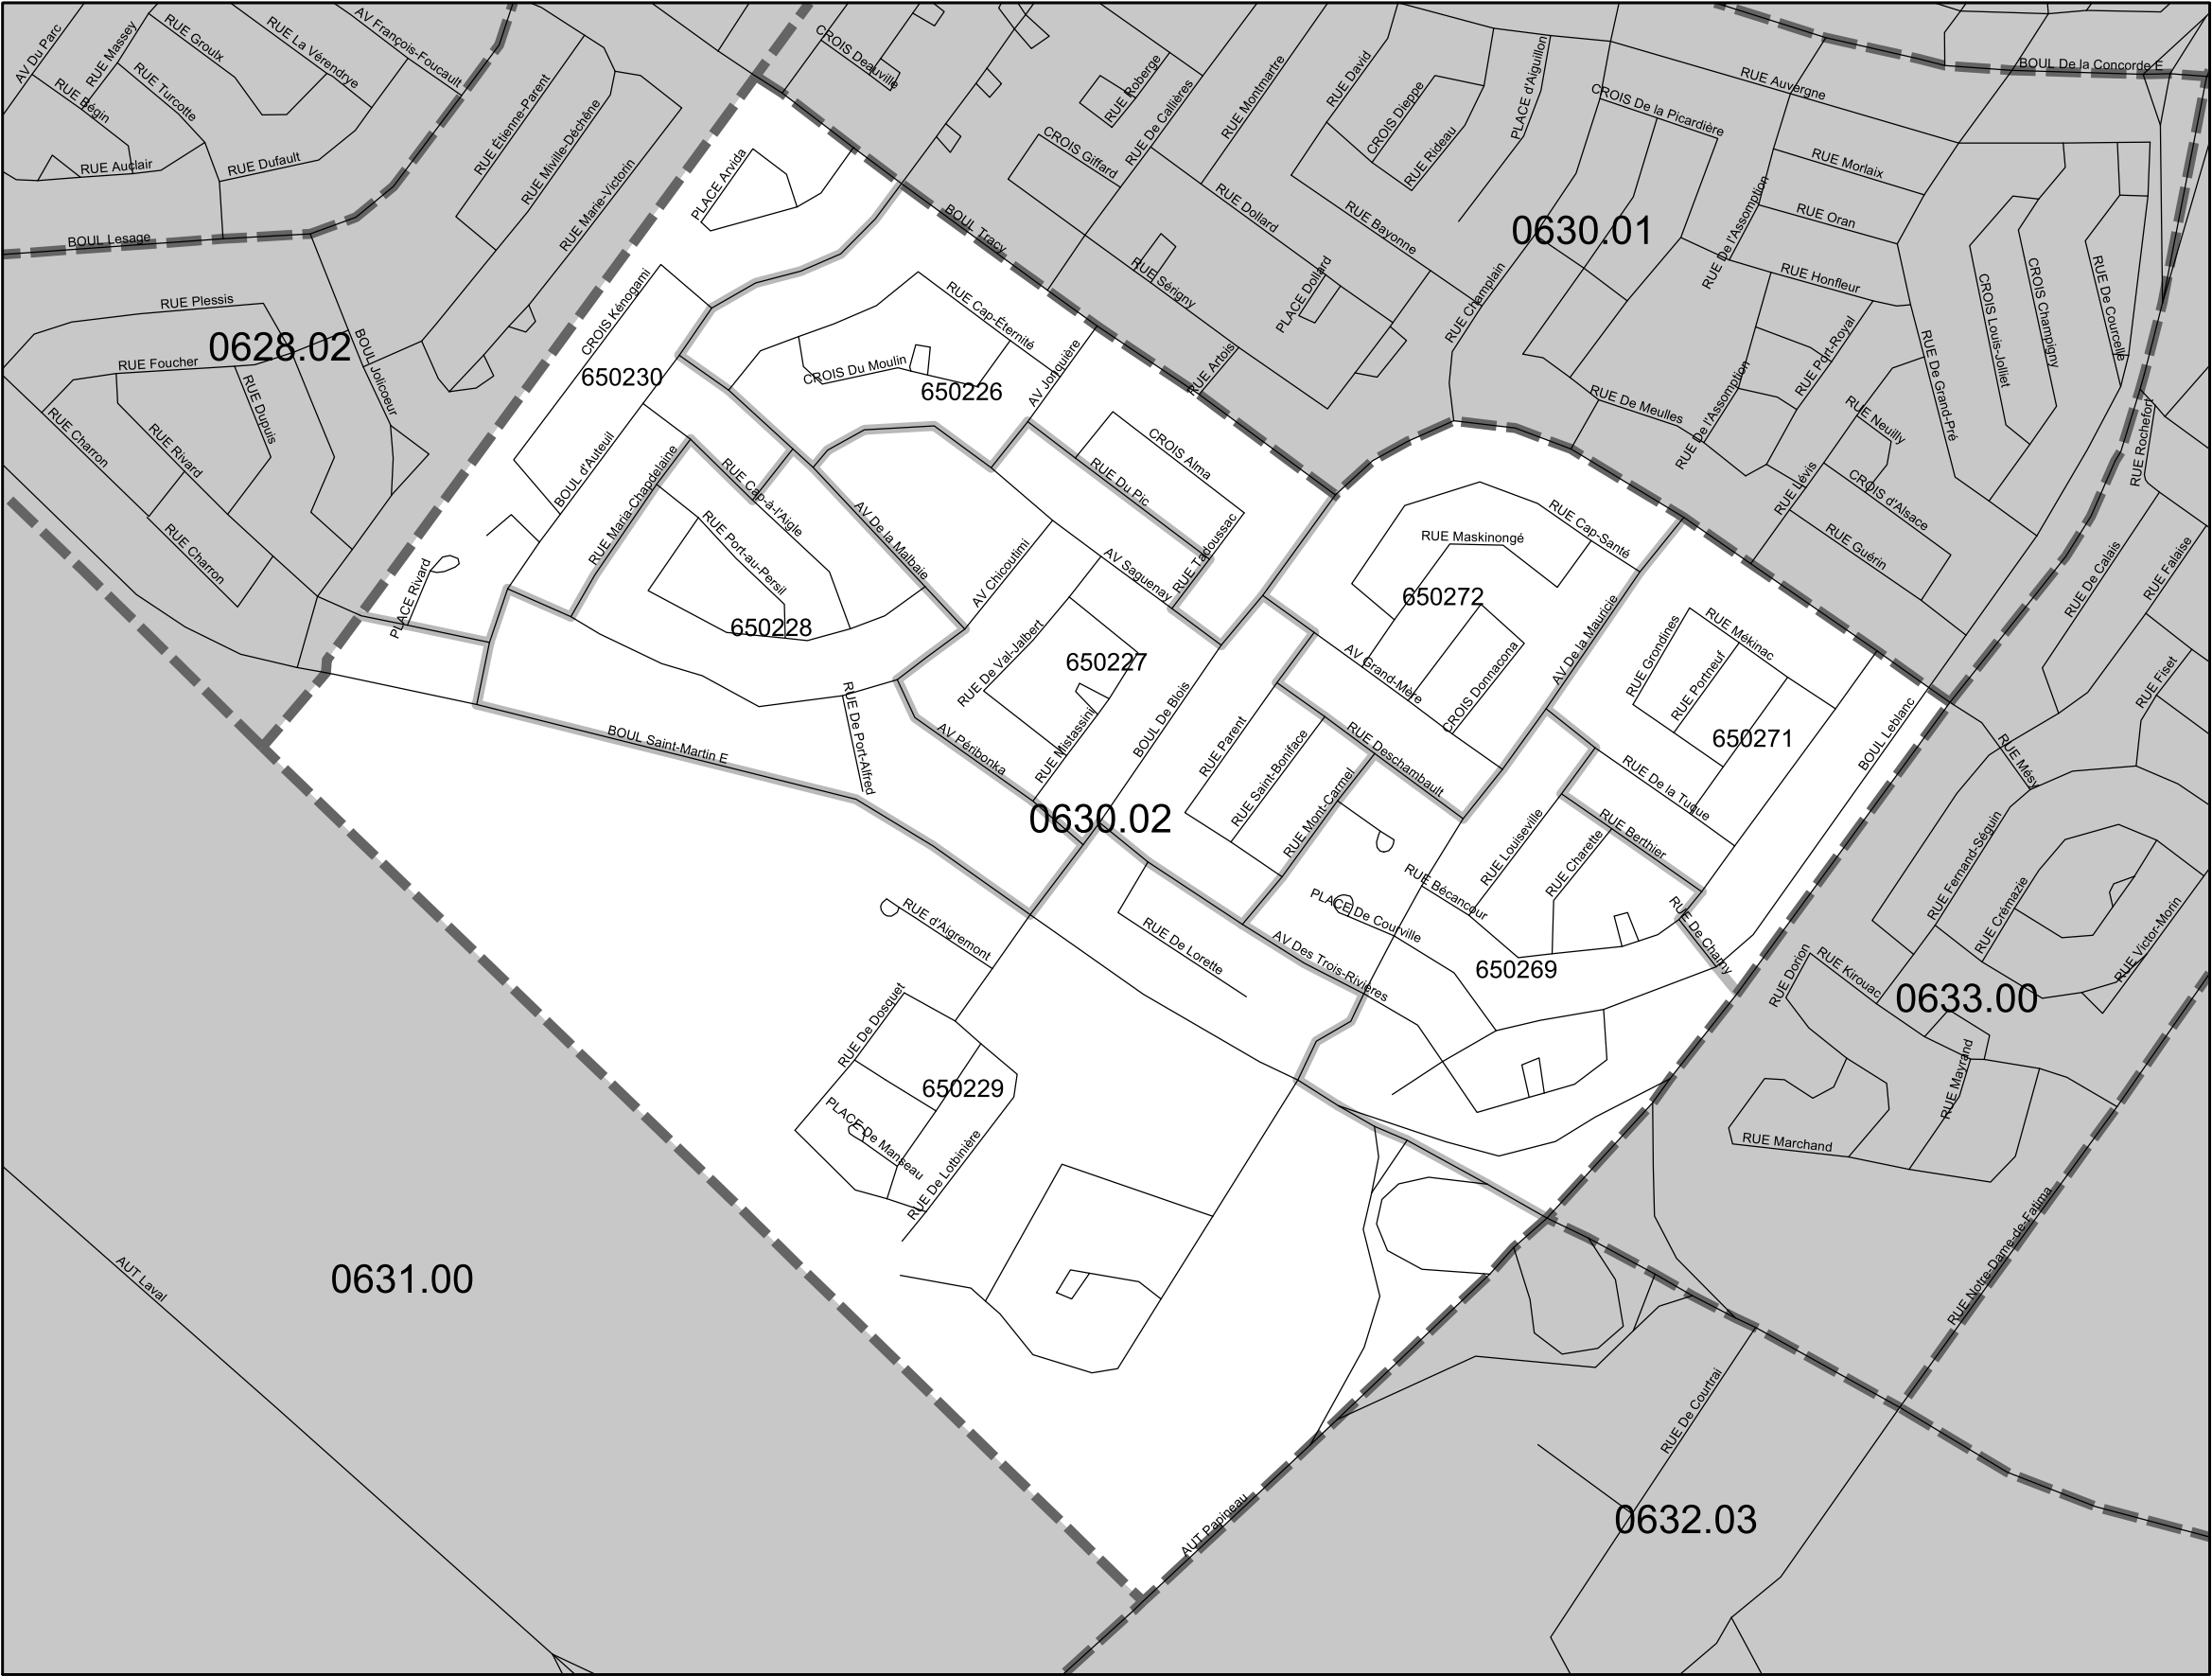 AV Du Parc
RUE Massey
RUE Groulx
RUE La Vérendrye
AV François-Foucault
RUE Bégin
RUE Turcotte
RUE Auclair
RUE Dufault
BOUL Lesage
RUE Étienne-Parent
RUE Miville-Déchêne
RUE Marie-Victorin
CROIS Deauville
PLACE Arvida
RUE Roberge
RUE De Callières
CROIS Giffard
RUE Montmartre
RUE David
CROIS Dieppe
RUE Rideau
PLACE d'Aiguillon
CROIS De la Picardière
RUE Auvergne
BOUL De la Concorde E
RUE Morlaix
RUE Oran
RUE De l'Assomption
RUE Honfleur
CROIS Louis-Jolliet
CROIS Champigny
RUE De Courcelle
0630.01
BOUL Tracy
RUE Dollard
RUE Bayonne
RUE Sérigny
PLACE Dollard
RUE Champlain
RUE Artois
RUE Port-Royal
RUE De Grand-Pré
RUE De Meulles
RUE De l'Assomption
RUE Neuilly
CROIS d'Alsace
RUE Lévis
RUE Guérin
RUE Rochefort
RUE De Calais
RUE Falaise
RUE Fiset
RUE Plessis
0628.02
RUE Foucher
RUE Dupuis
BOUL Jolicoeur
RUE Charron
RUE Rivard
RUE Charron
CROIS Kénogami
650230
RUE Cap-Éternité
CROIS Du Moulin
650226
AV Jonquière
BOUL d'Auteuil
RUE Maria-Chapdelaine
RUE Cap-à-l'Aigle
RUE Port-au-Persil
650228
AV De la Malbaie
CROIS Alma
RUE Du Pic
RUE Tadoussac
AV Saguenay
AV Chicoutimi
PLACE Rivard
RUE De Val-Jalbert
650227
RUE Mistassini
AV Péribonka
RUE De Port-Alfred
BOUL Saint-Martin E
BOUL De Blois
0630.02
RUE Cap-Santé
RUE Maskinongé
650272
AV Grand-Mère
CROIS Donnacona
AV De la Mauricie
RUE Mékinac
RUE Grondines
RUE Portneuf
650271
BOUL Leblanc
RUE De la Tuque
RUE Parent
RUE Saint-Boniface
RUE Deschambault
RUE Mont-Carmel
RUE Louiseville
RUE Berthier
RUE Charette
RUE Bécancour
PLACE De Courville
RUE De Charny
AV Des Trois-Rivières
650269
RUE De Lorette
RUE d'Aigremont
RUE De Dosquet
650229
PLACE De Manseau
RUE De Lotbinière
RUE Mésy
RUE Fernand-Séguin
RUE Crémazie
RUE Victor-Morin
RUE Dorion
RUE Kirouac
0633.00
RUE Mayrand
RUE Marchand
RUE Notre-Dame-de-Fatima
AUT Laval
0631.00
RUE De Courtrai
0632.03
AUT Papineau